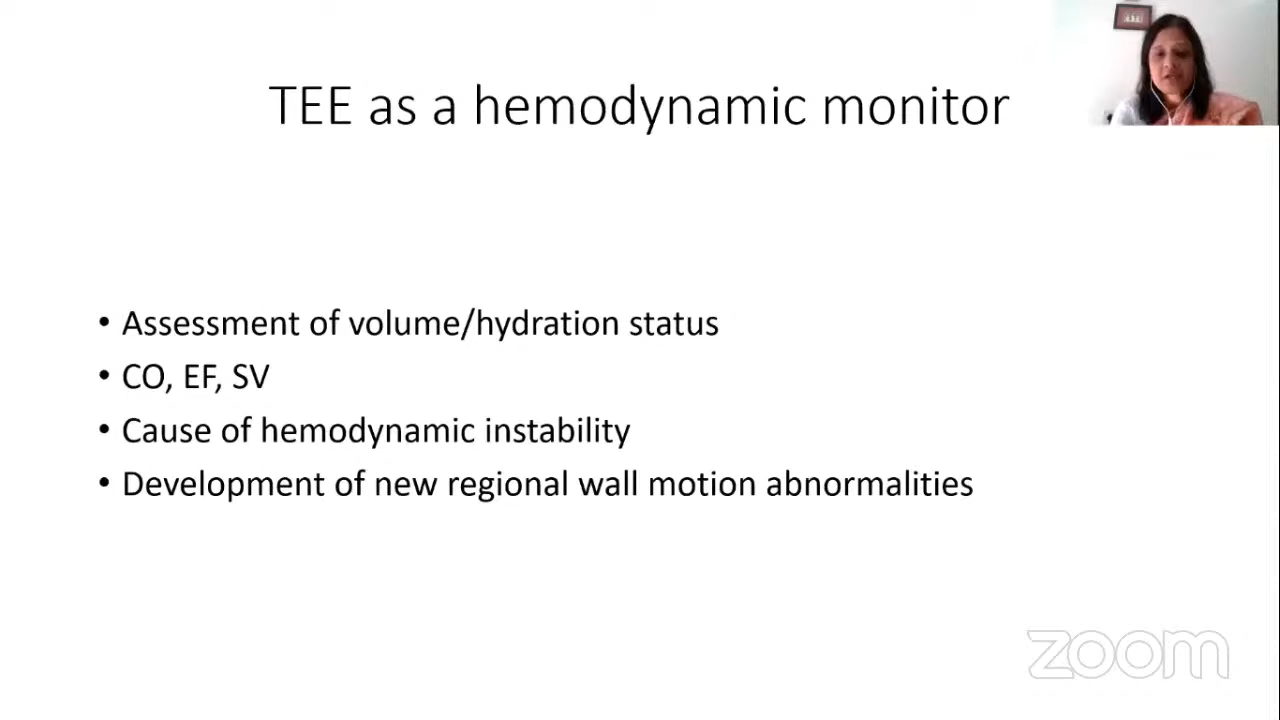 TEE as a hemodynamic monitor
• Assessment of volume/hydration status
• CO, EF, SV
• Cause of hemodynamic instability
• Development of new regional wall motion abnormalities
zoom